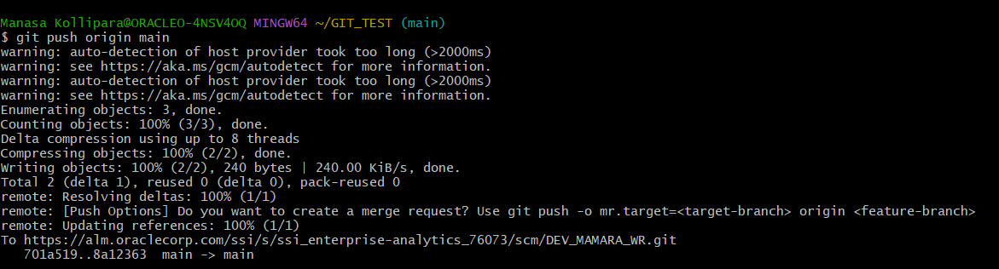 Manasa Kollipara@ORACLEO-4NSV4OQ MINGW64 ~/GIT_TEST (main)
$ git push origin main
warning: auto-detection of host provider took too long (>2000ms)
warning: see https://aka.ms/gcm/autodetect for more information.
warning: auto-detection of host provider took too long (>2000ms)
warning: see https://aka.ms/gcm/autodetect for more information.
Enumerating objects: 3, done.
Counting objects: 100% (3/3), done.
Delta compression using up to 8 threads
Compressing objects: 100% (2/2), done.
Writing objects: 100% (2/2), 240 bytes | 240.00 KiB/s, done.
Total 2 (delta 1), reused 0 (delta 0), pack-reused 0
remote: Resolving deltas: 100% (1/1)
remote: [Push Options] Do you want to create a merge request? Use git push -o mr.target=<target-branch> origin <feature-branch>
remote: Updating references: 100% (1/1)
To https://alm.oraclecorp.com/ssi/s/ssi_enterprise-analytics_76073/scm/DEV_MAMARA_WR.git
   701a519..8a12363  main -> main